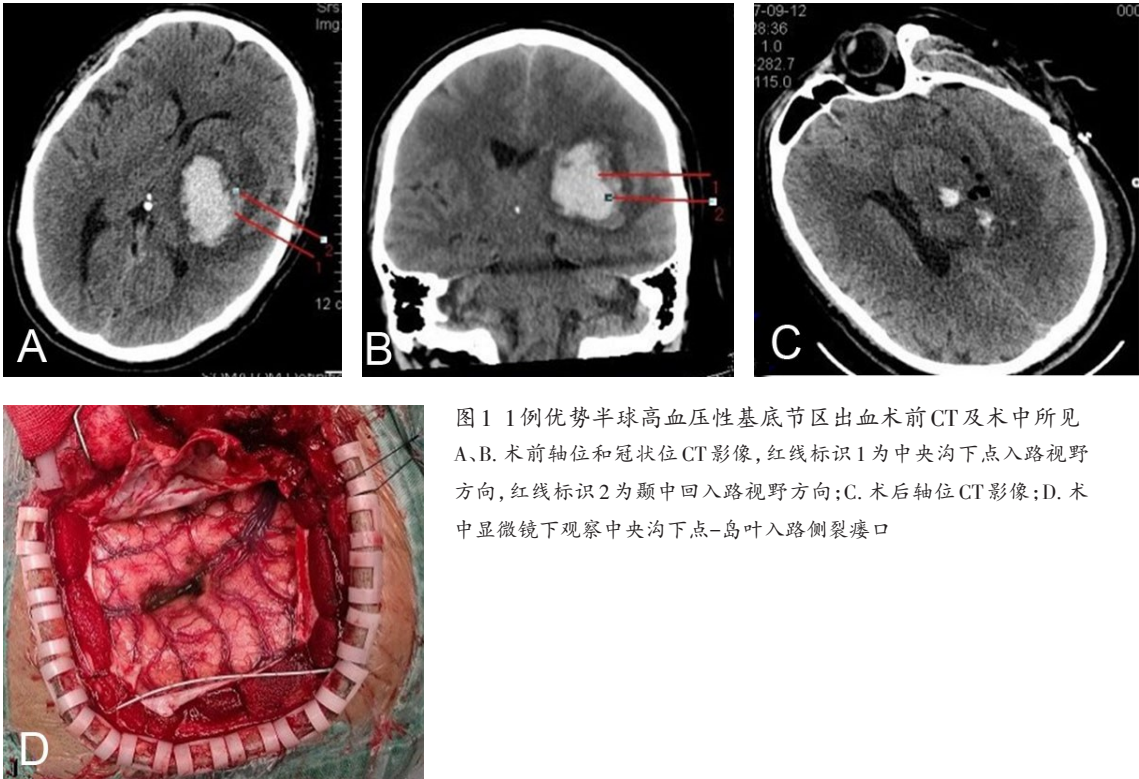 Srs
Img
2
1
12 c
A
1
2
B
7-09-12
28:36
1.0
-282.7
115.0
000
C
D
图1 1例优势半球高血压性基底节区出血术前CT及术中所见
A、B. 术前轴位和冠状位CT影像,红线标识1为中央沟下点入路视野
方向,红线标识2为颞中回入路视野方向;C. 术后轴位CT影像;D. 术
中显微镜下观察中央沟下点-岛叶入路侧裂瘘口